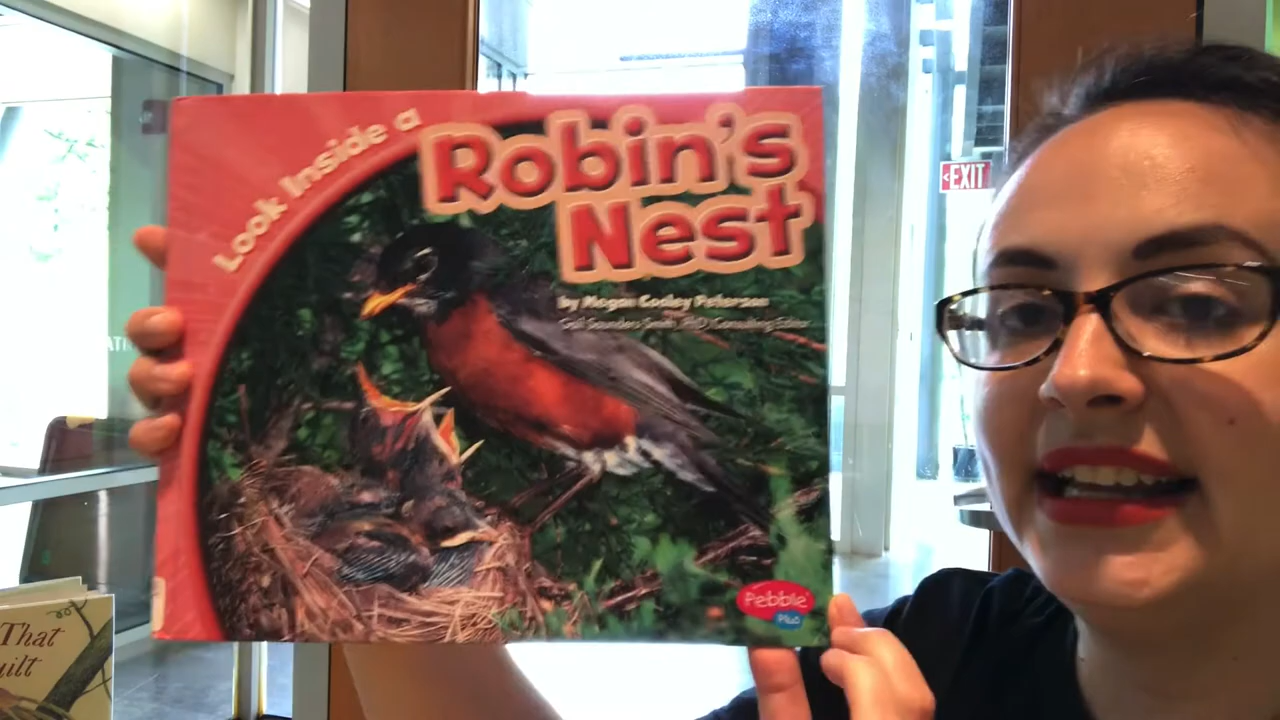 Look Inside a
Robin's
Nest
by Megan Cooley Peterson
Gail Saunders-Smith, PhD, Consulting Editor
Pebble
Plus
<EXIT
That
uilt